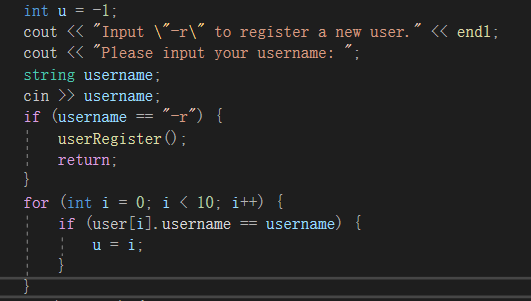 int u = -1;
cout << "Input \"-r\" to register a new user." << endl;
cout << "Please input your username: ";
string username;
cin >> username;
if (username == "-r") {
userRegister();
return;
}
for (int i = 0; i < 10; i++) {
if (user[i].username == username) {
u = i;
}
}